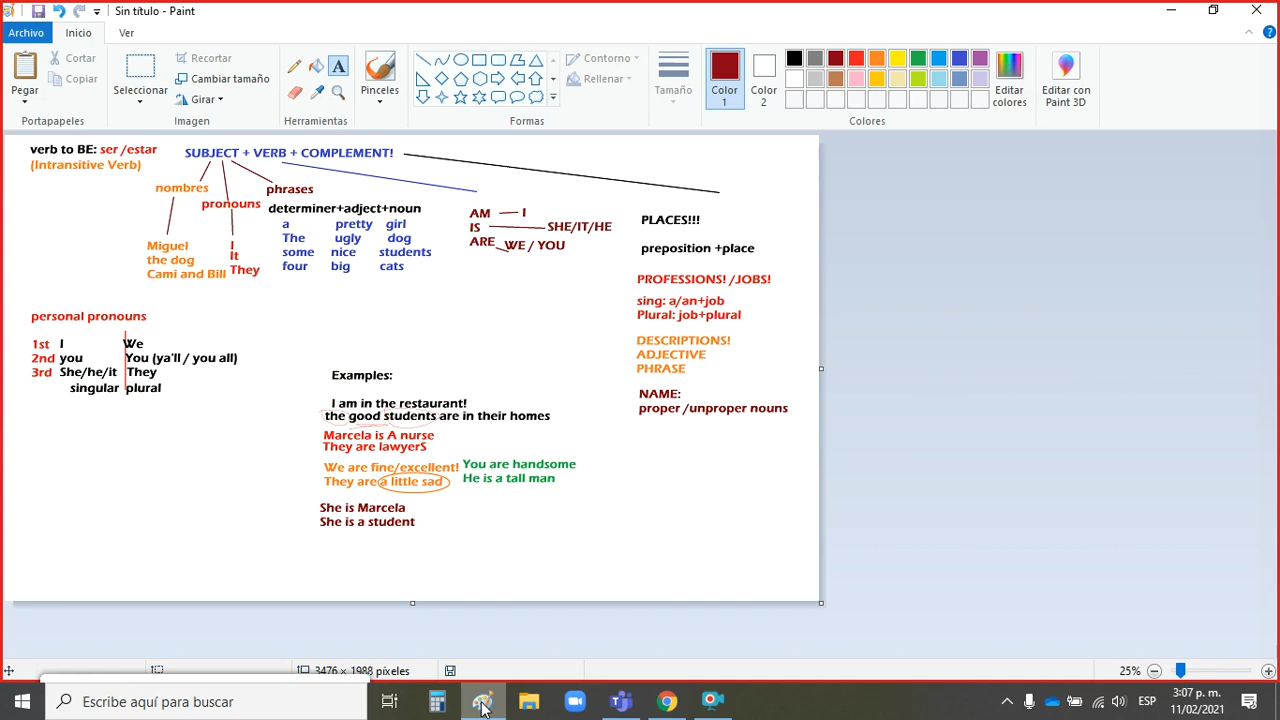 Sin título - Paint
Archivo
Inicio
Ver
Pegar
Cortar
Copiar
Portapapeles
Seleccionar
Recortar
Cambiar tamaño
Girar
Imagen
A
Herramientas
Pinceles
Contorno
Rellenar
Formas
Tamaño
Color 1
Color 2
Editar colores
Colores
Editar con Paint 3D
verb to BE: ser /estar
(Intransitive Verb)
SUBJECT + VERB + COMPLEMENT!
nombres
pronouns
phrases
determiner+adject+noun
a pretty girl
The ugly dog
some nice students
four big cats
Miguel
the dog
Cami and Bill
I
It
They
AM I
IS SHE/IT/HE
ARE WE / YOU
PLACES!!!
preposition +place
PROFESSIONS! /JOBS!
sing: a/an+job
Plural: job+plural
DESCRIPTIONS!
ADJECTIVE
PHRASE
NAME:
proper /unproper nouns
personal pronouns
1st I We
2nd you You (ya'll / you all)
3rd She/he/it They
singular plural
Examples:
I am in the restaurant!
the good students are in their homes
Marcela is A nurse
They are lawyerS
We are fine/excellent!
They are a little sad
You are handsome
He is a tall man
She is Marcela
She is a student
3476 × 1988 píxeles
25%
Escribe aquí para buscar
ESP
3:07 p. m.
11/02/2021